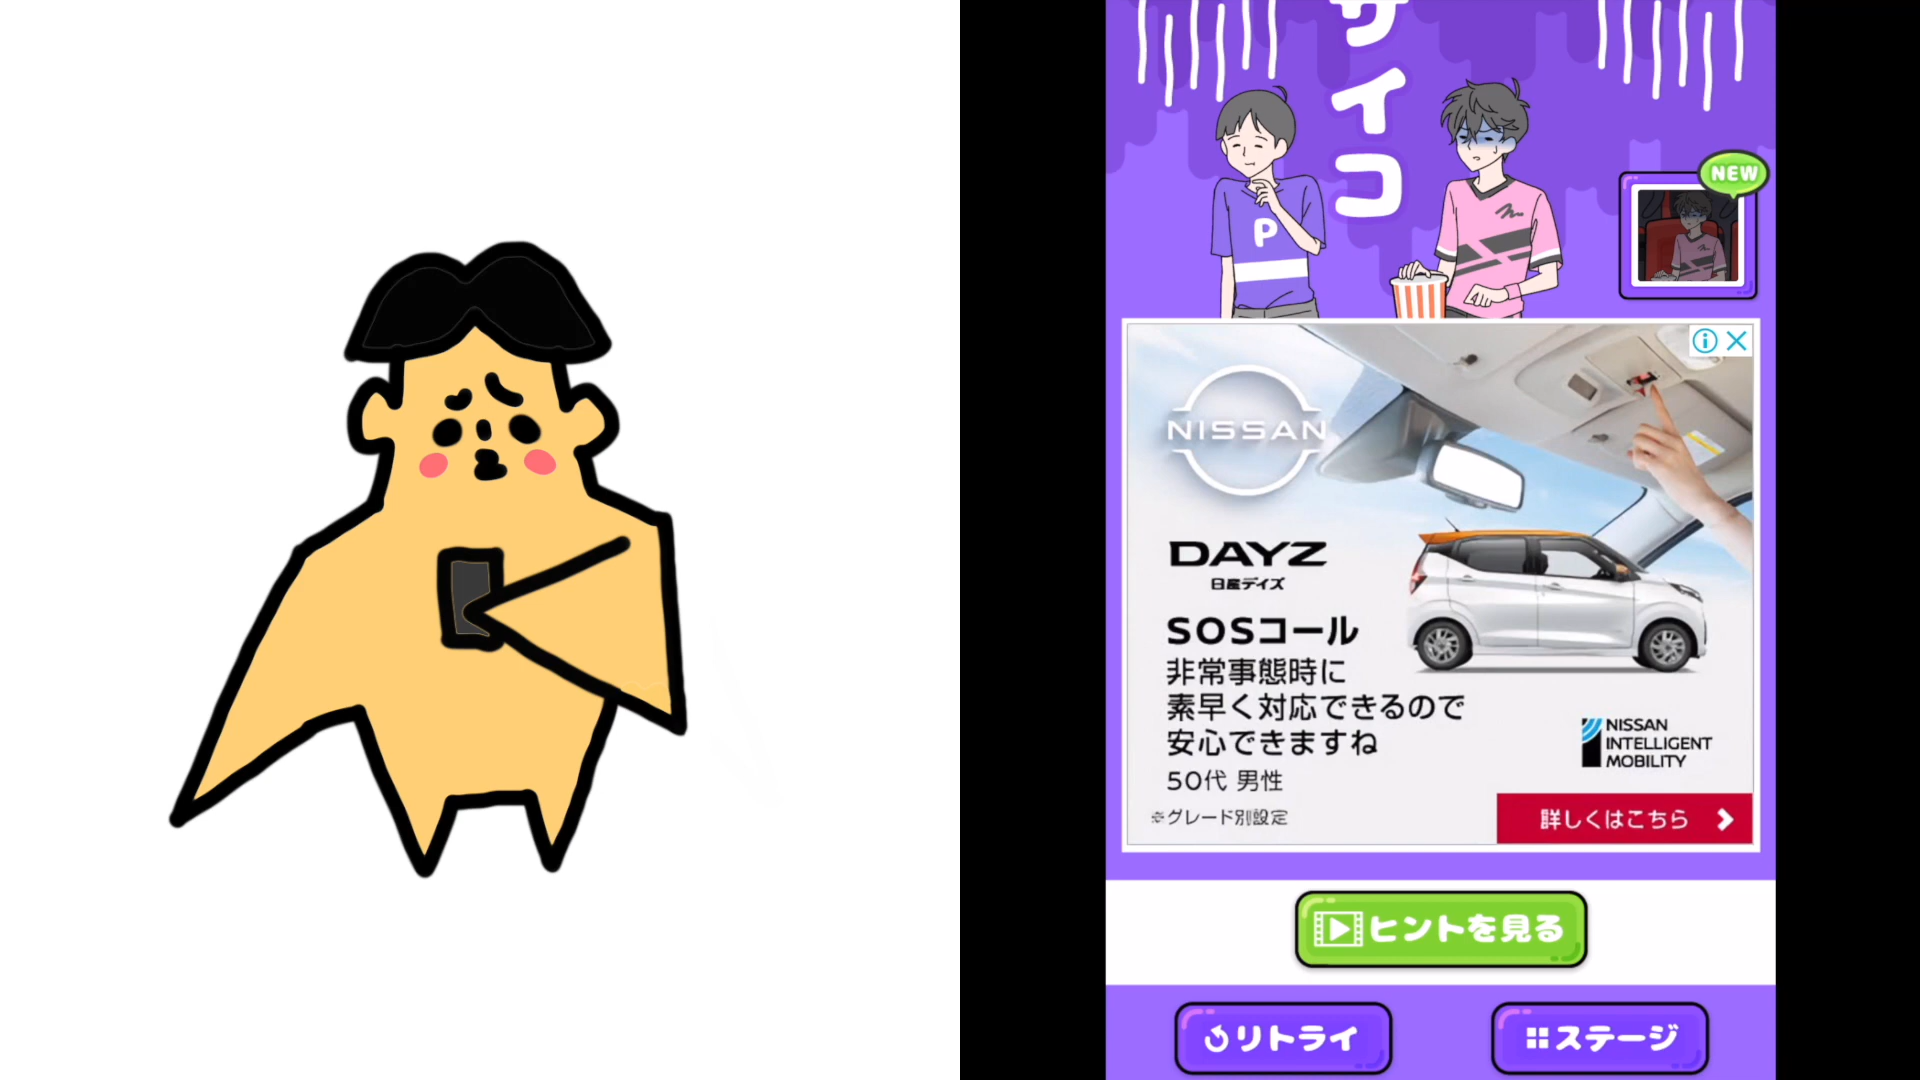 サイコ
P
NEW
NISSAN
DAYZ
日産デイズ
SOSコール
非常事態時に
素早く対応できるので
安心できますね
50代 男性
※グレード別設定
NISSAN
INTELLIGENT
MOBILITY
詳しくはこちら
ヒントを見る
リトライ
ステージ